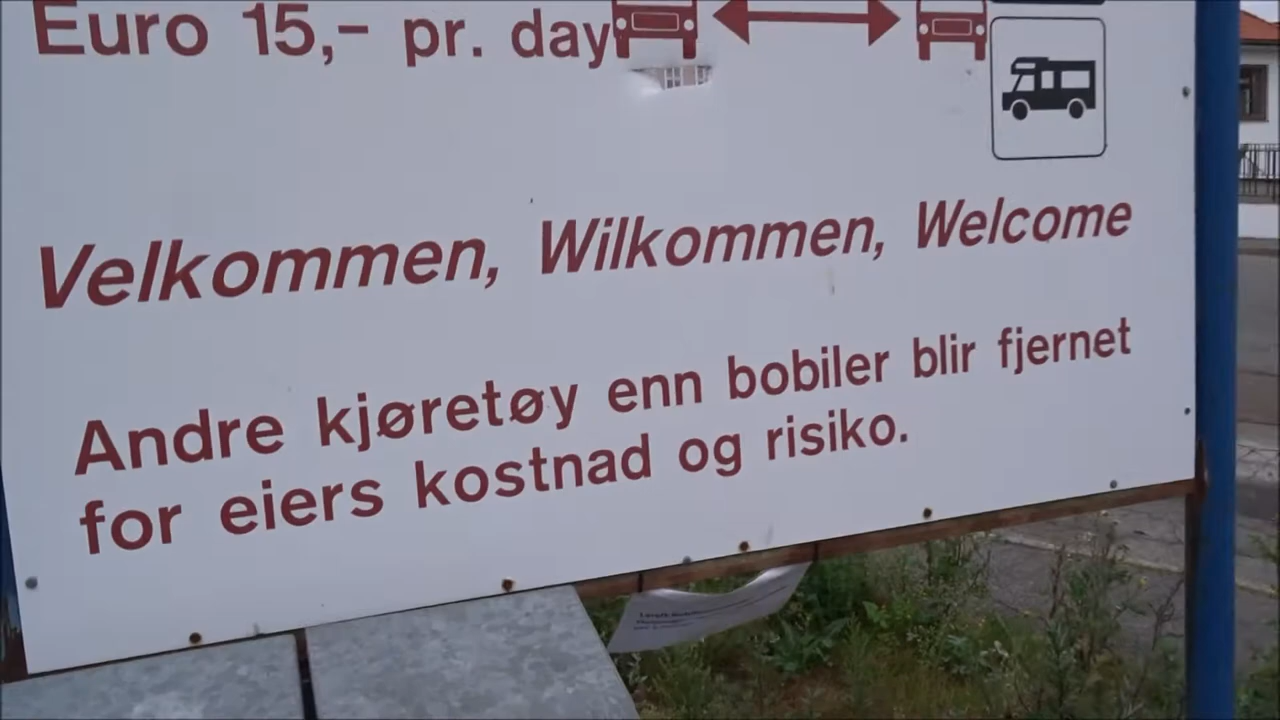 Euro 15,- pr. day
Velkommen, Wilkommen, Welcome
Andre kjøretøy enn bobiler blir fjernet
for eiers kostnad og risiko.